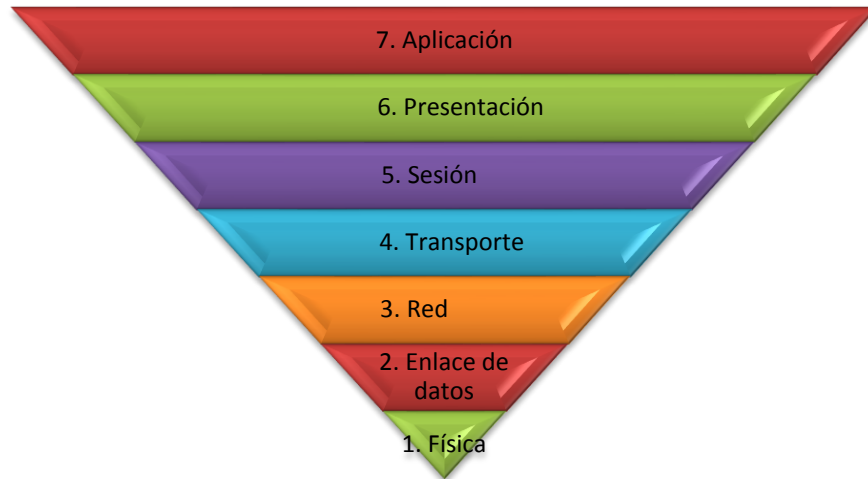 7. Aplicación
6. Presentación
5. Sesión
4. Transporte
3. Red
2. Enlace de
datos
1. Física